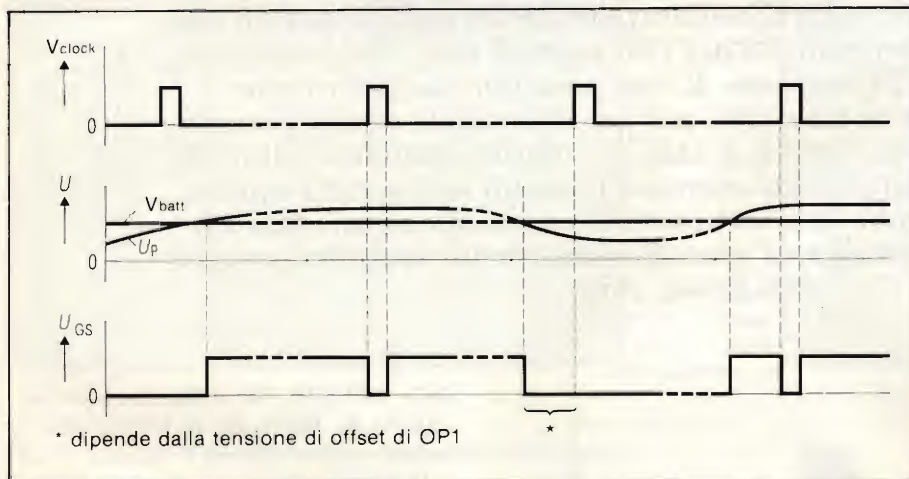 Vclock
0
U
Vbatt
Up
0
UGS
0
*
* dipende dalla tensione di offset di OP1